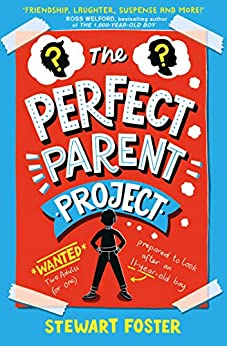 "FRIENDSHIP, LAUGHTER, SUSPENSE AND MORE!"
ROSS WELFORD, bestselling author
of THE 1,000-YEAR-OLD BOY
?
?
THE
PERFECT
PARENT
PROJECT
*WANTED*
Two Adults
(or one)
prepared to look
after an
11-year-old boy
STEWART FOSTER